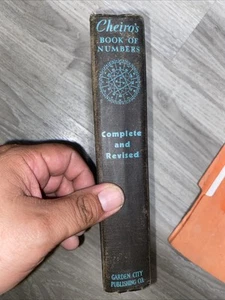 Cheiro's
BOOK OF
NUMBERS
Complete
and
Revised
GARDEN CITY
PUBLISHING CO.